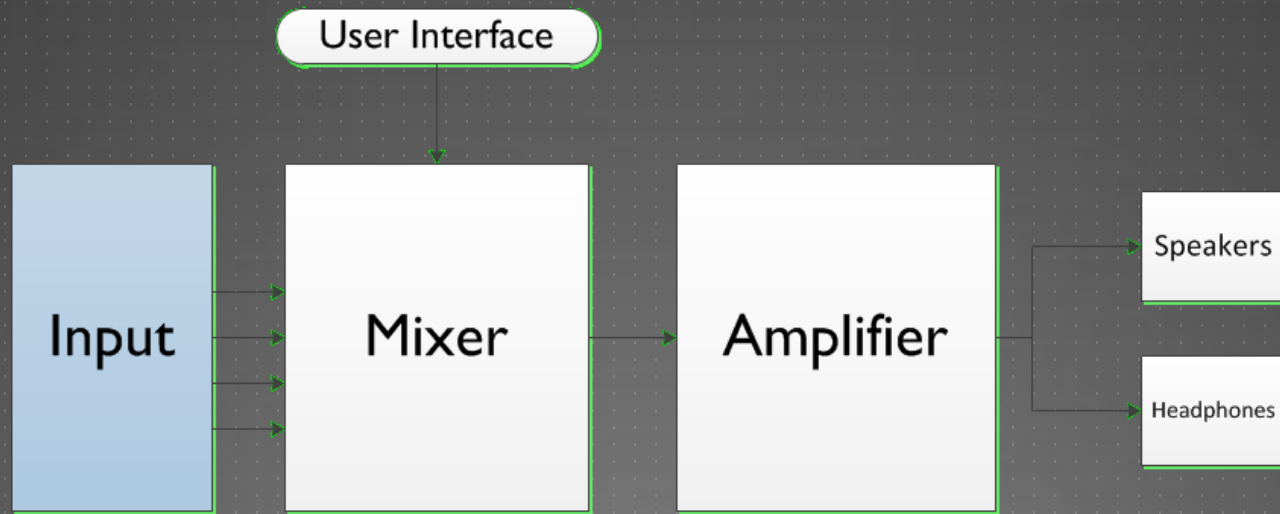 User Interface
Input
Mixer
Amplifier
Speakers
Headphones